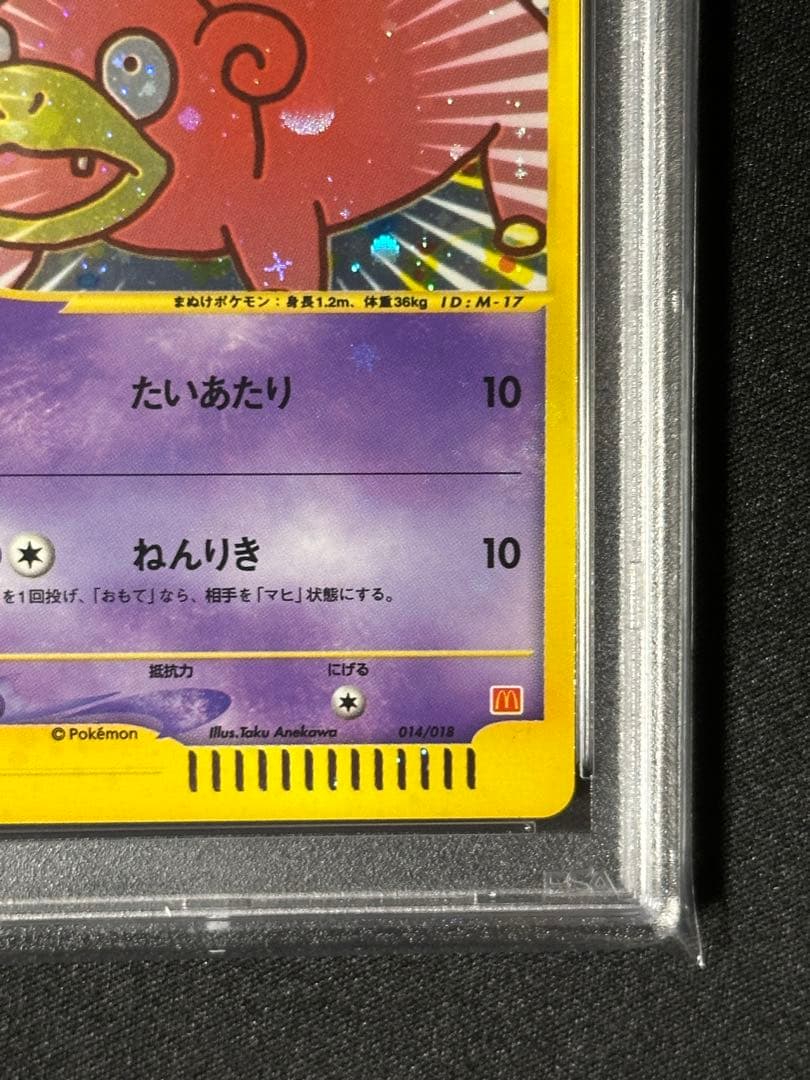 まぬけポケモン：身長1.2m、体重36kg ID:M-17
たいあたり 10
ねんりき 10
を1回投げ、「おもて」なら、相手を「マヒ」状態にする。
抵抗力 にげる
©Pokémon Illus.Taku Anekawa 014/018
PSA